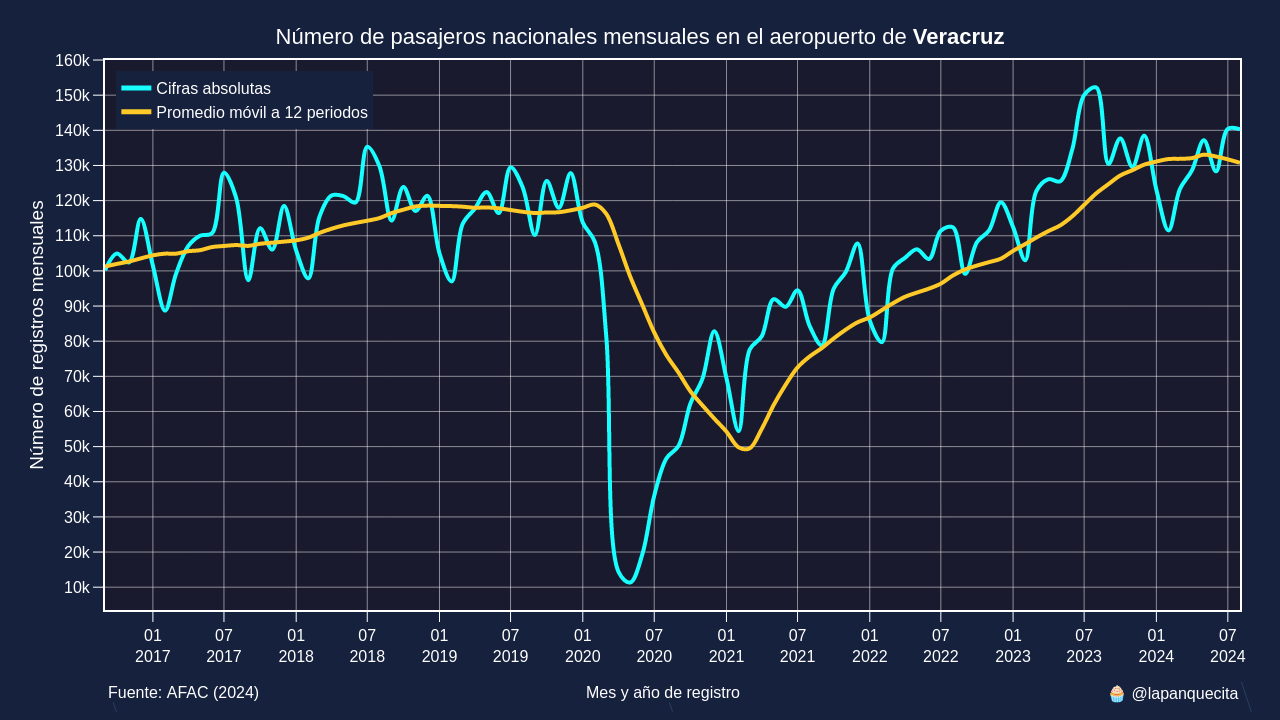 Número de pasajeros nacionales mensuales en el aeropuerto de Veracruz
Cifras absolutas
Promedio móvil a 12 periodos
Número de registros mensuales
160k
150k
140k
130k
120k
110k
100k
90k
80k
70k
60k
50k
40k
30k
20k
10k
01 07 01 07 01 07 01 07 01 07 01 07 01 07 01 07
2017 2017 2018 2018 2019 2019 2020 2020 2021 2021 2022 2022 2023 2023 2024 2024
Fuente: AFAC (2024)
Mes y año de registro
🧁 @lapanquecita